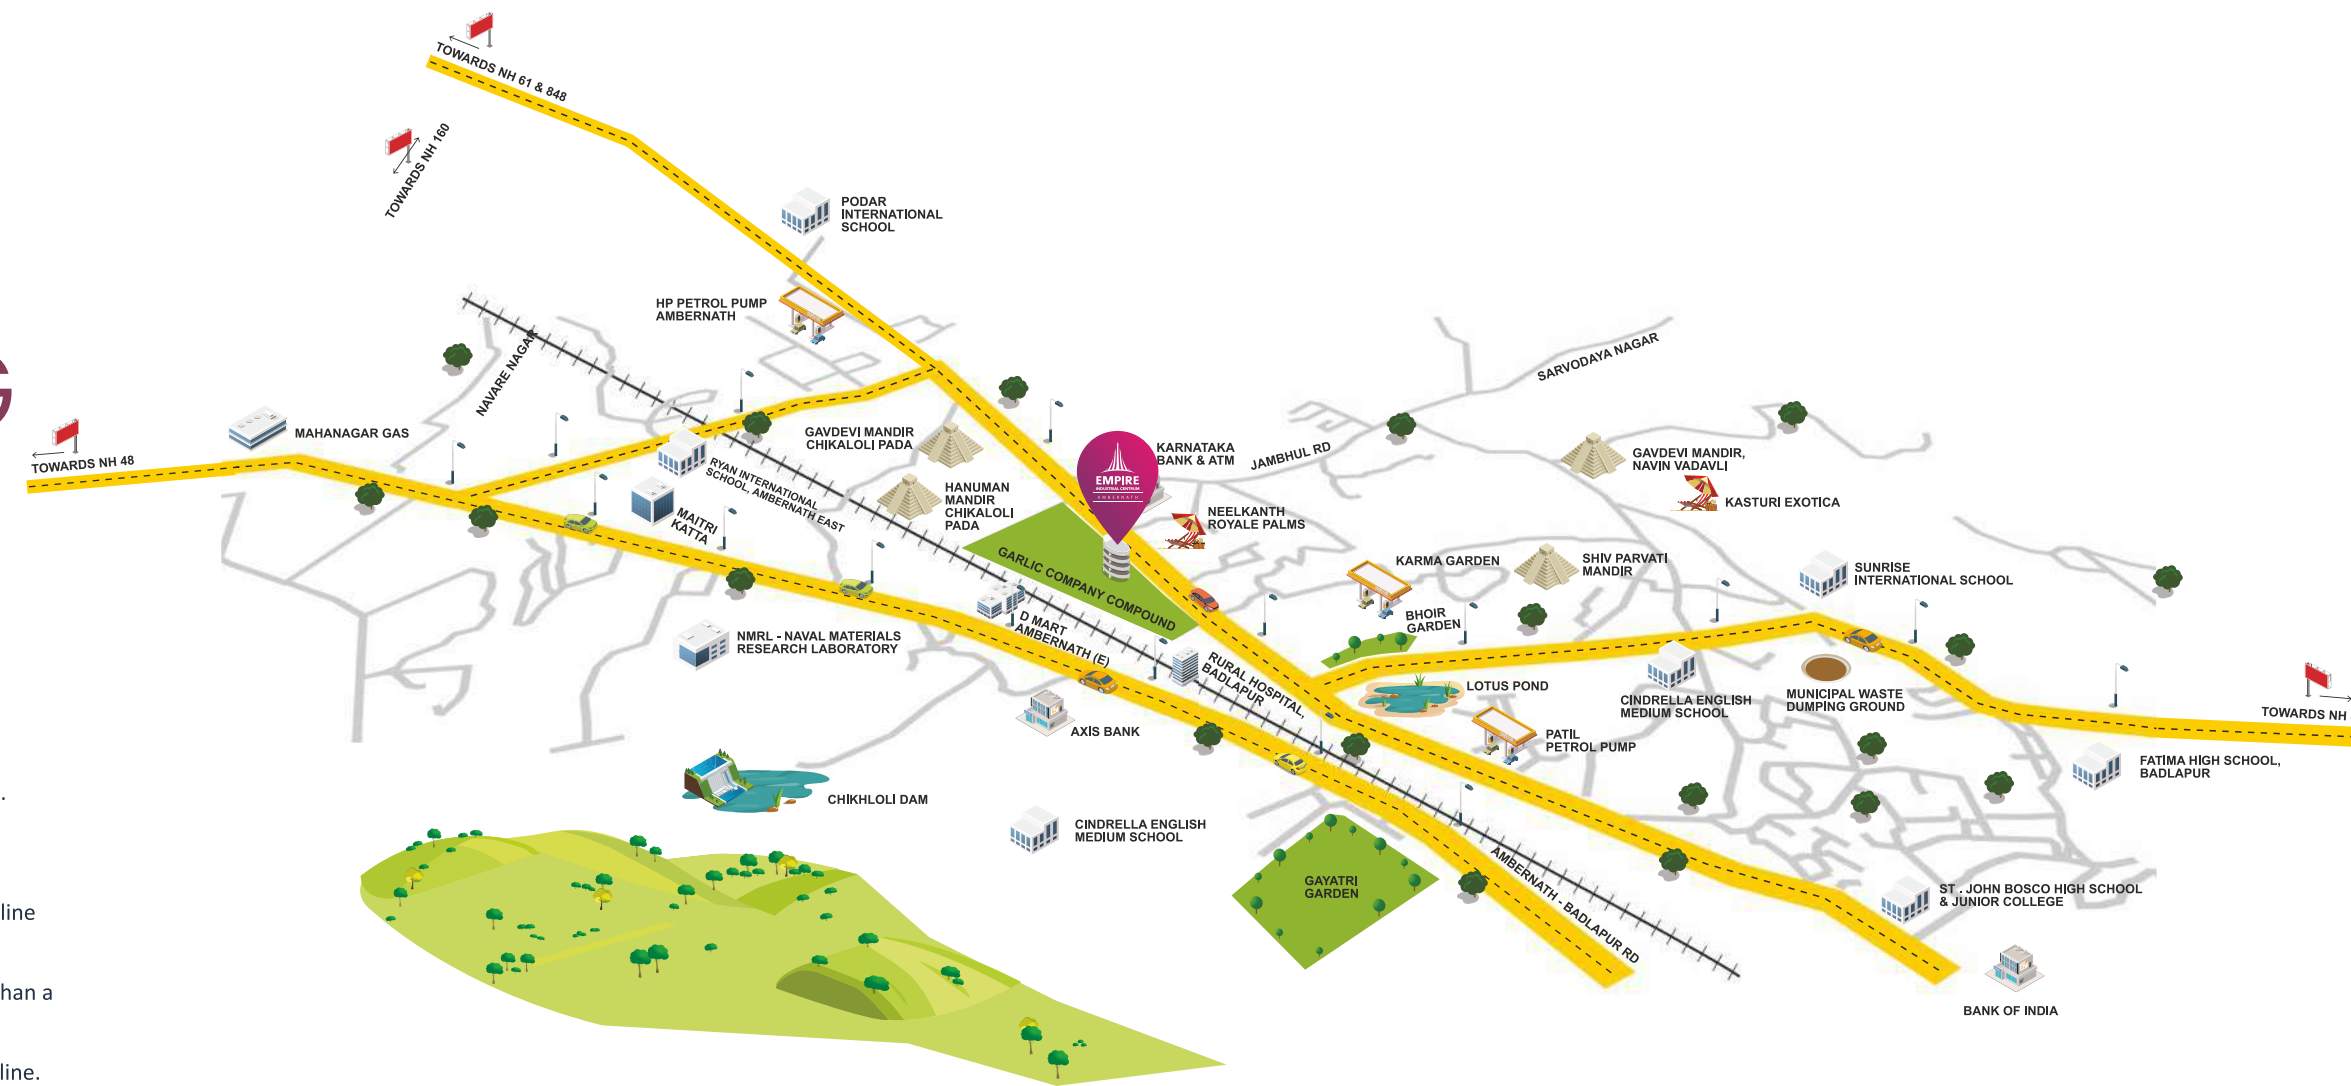 TOWARDS NH 61 & 848
TOWARDS NH 160
PODAR
INTERNATIONAL
SCHOOL
HP PETROL PUMP
AMBERNATH
NAVARE NAGAR
SARVODAYA NAGAR
G
MAHANAGAR GAS
TOWARDS NH 48
GAVDEVI MANDIR
CHIKALOLI PADA
RYAN INTERNATIONAL
SCHOOL, AMBERNATH EAST
MAITRI
KATTA
HANUMAN
MANDIR
CHIKALOLI
PADA
EMPIRE
INDUSTRIAL CENTRUM
AMBERNATH
KARNATAKA
BANK & ATM
JAMBHUL RD
NEELKANTH
ROYALE PALMS
GAVDEVI MANDIR,
NAVIN VADAVLI
KASTURI EXOTICA
GARLIC COMPANY COMPOUND
KARMA GARDEN
SHIV PARVATI
MANDIR
SUNRISE
INTERNATIONAL SCHOOL
BHOIR
GARDEN
NMRL - NAVAL MATERIALS
RESEARCH LABORATORY
D MART
AMBERNATH (E)
RURAL HOSPITAL,
BADLAPUR
LOTUS POND
CINDRELLA ENGLISH
MEDIUM SCHOOL
MUNICIPAL WASTE
DUMPING GROUND
TOWARDS NH
AXIS BANK
PATIL
PETROL PUMP
FATIMA HIGH SCHOOL,
BADLAPUR
.
CHIKHLOLI DAM
CINDRELLA ENGLISH
MEDIUM SCHOOL
GAYATRI
GARDEN
AMBERNATH - BADLAPUR RD
ST . JOHN BOSCO HIGH SCHOOL
& JUNIOR COLLEGE
BANK OF INDIA
line
han a
line.